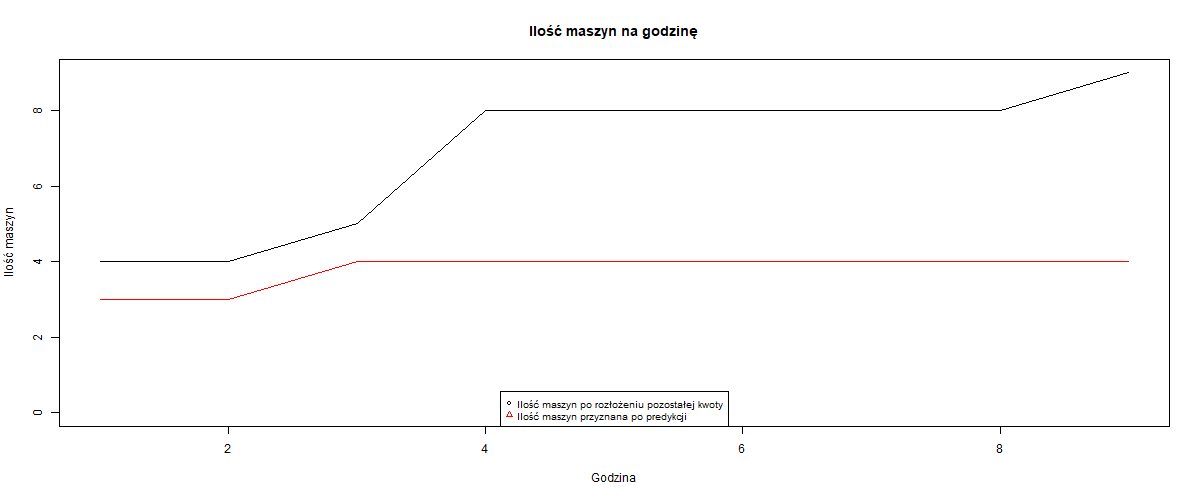 Ilość maszyn na godzinę
Ilość maszyn
8
6
4
2
0
Ilość maszyn po rozłożeniu pozostałej kwoty
Ilość maszyn przyznana po predykcji
2 4 6 8
Godzina